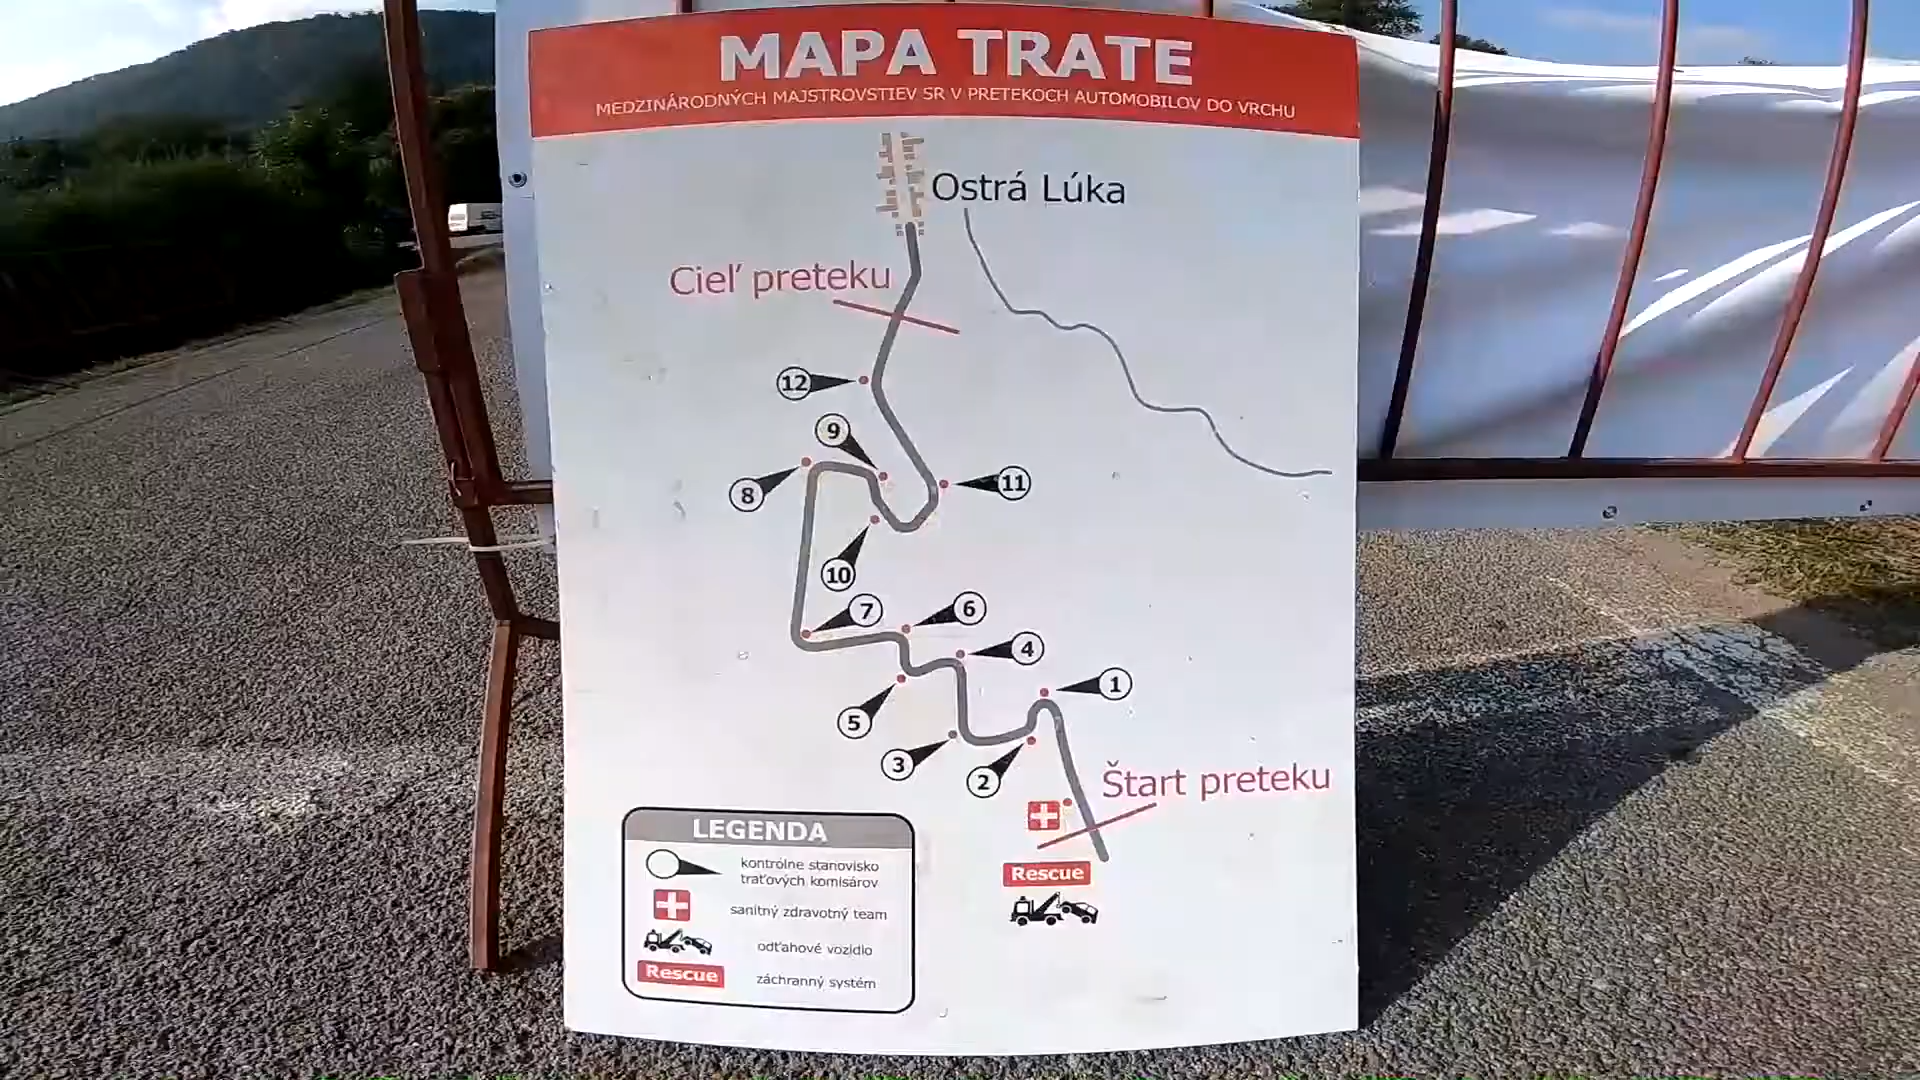 MAPA TRATE
MEDZINÁRODNÝCH MAJSTROVSTIEV SR V PRETEKOCH AUTOMOBILOV DO VRCHU
Ostrá Lúka
Cieľ preteku
12
9
8
11
10
7
6
4
1
5
3
2
Štart preteku
Rescue
LEGENDA
kontrólne stanovisko
traťových komisárov
sanitný zdravotný team
odťahové vozidlo
Rescue
záchranný systém